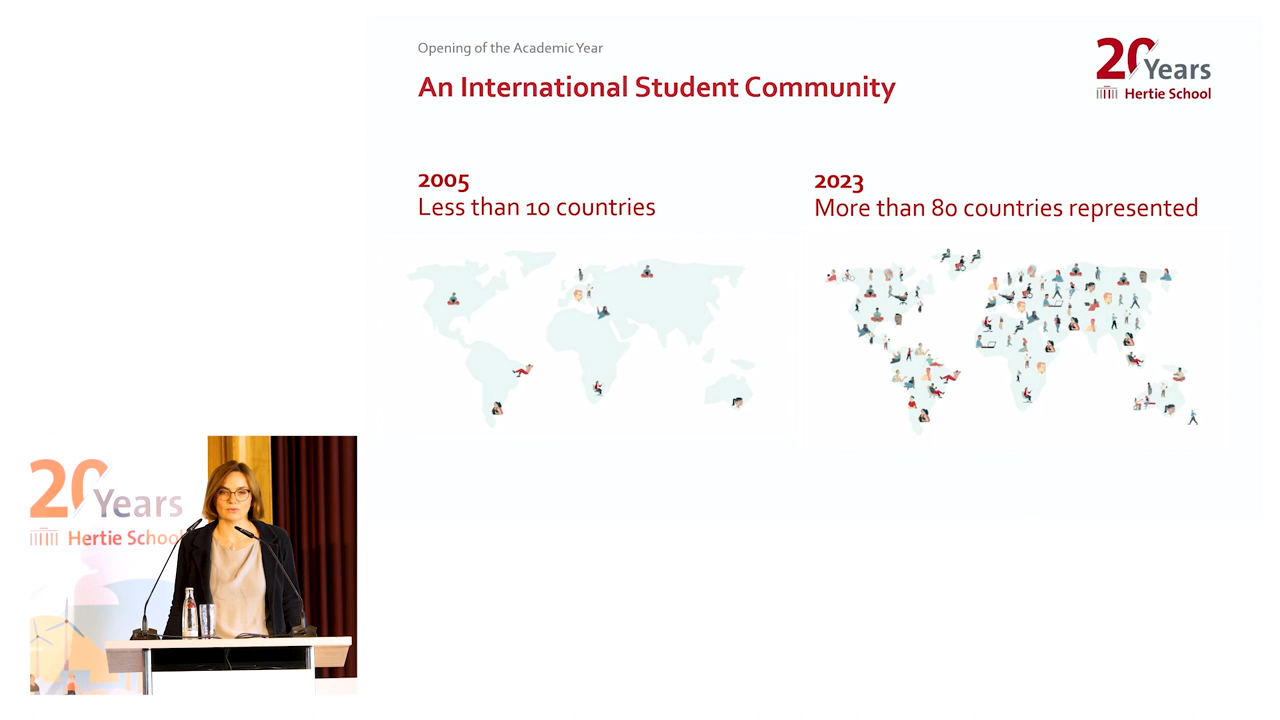 Opening of the Academic Year
An International Student Community
20 Years
Hertie School
2005
Less than 10 countries
2023
More than 80 countries represented
20 Years
Hertie School